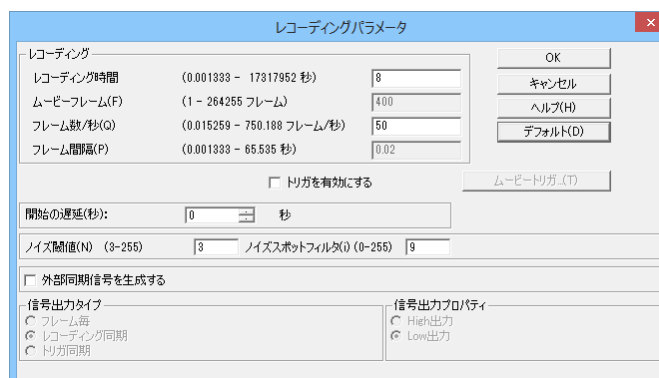 レコーディングパラメータ
レコーディング
レコーディング時間 (0.001333 - 17317952 秒) 8
ムービーフレーム(F) (1 - 264255 フレーム) 400
フレーム数/秒(Q) (0.015259 - 750.188 フレーム/秒) 50
フレーム間隔(P) (0.001333 - 65.535 秒) 0.02
OK
キャンセル
ヘルプ(H)
デフォルト(D)
トリガを有効にする
ムービートリガ...(T)
開始の遅延(秒): 0 秒
ノイズ閾値(N) (3-255) 3 ノイズスポットフィルタ(i) (0-255) 9
外部同期信号を生成する
信号出力タイプ
フレーム毎
レコーディング同期
トリガ同期
信号出力プロパティ
High出力
Low出力